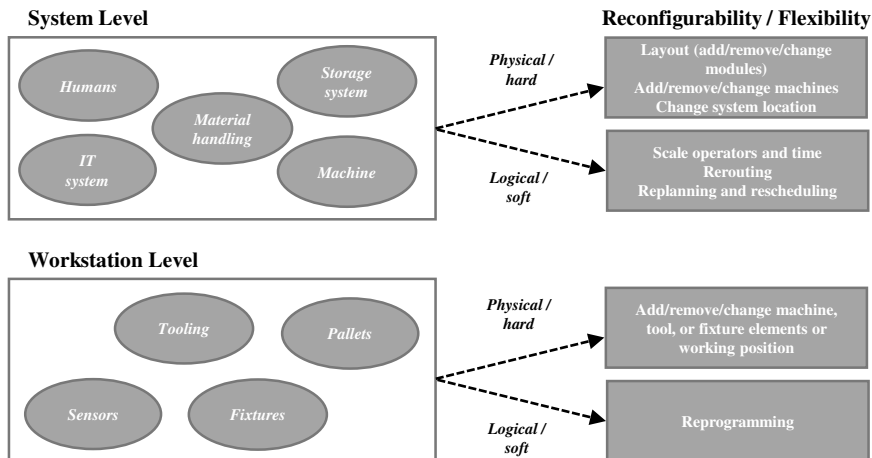 System Level
Reconfigurability / Flexibility
Humans
Storage
system
Material
handling
IT
system
Machine
Physical /
hard
Logical /
soft
Layout (add/remove/change
modules)
Add/remove/change machines
Change system location
Scale operators and time
Rerouting
Replanning and rescheduling
Workstation Level
Tooling
Pallets
Sensors
Fixtures
Physical /
hard
Logical /
soft
Add/remove/change machine,
tool, or fixture elements or
working position
Reprogramming